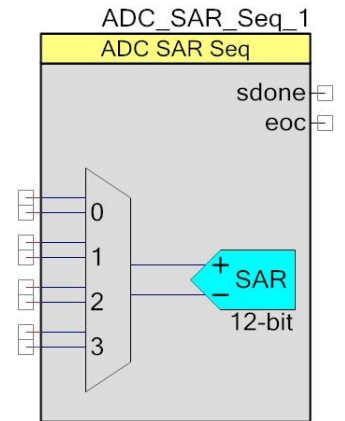 ADC_SAR_Seq_1
ADC SAR Seq
sdone
eoc
0
1
2
3
+
SAR
−
12-bit